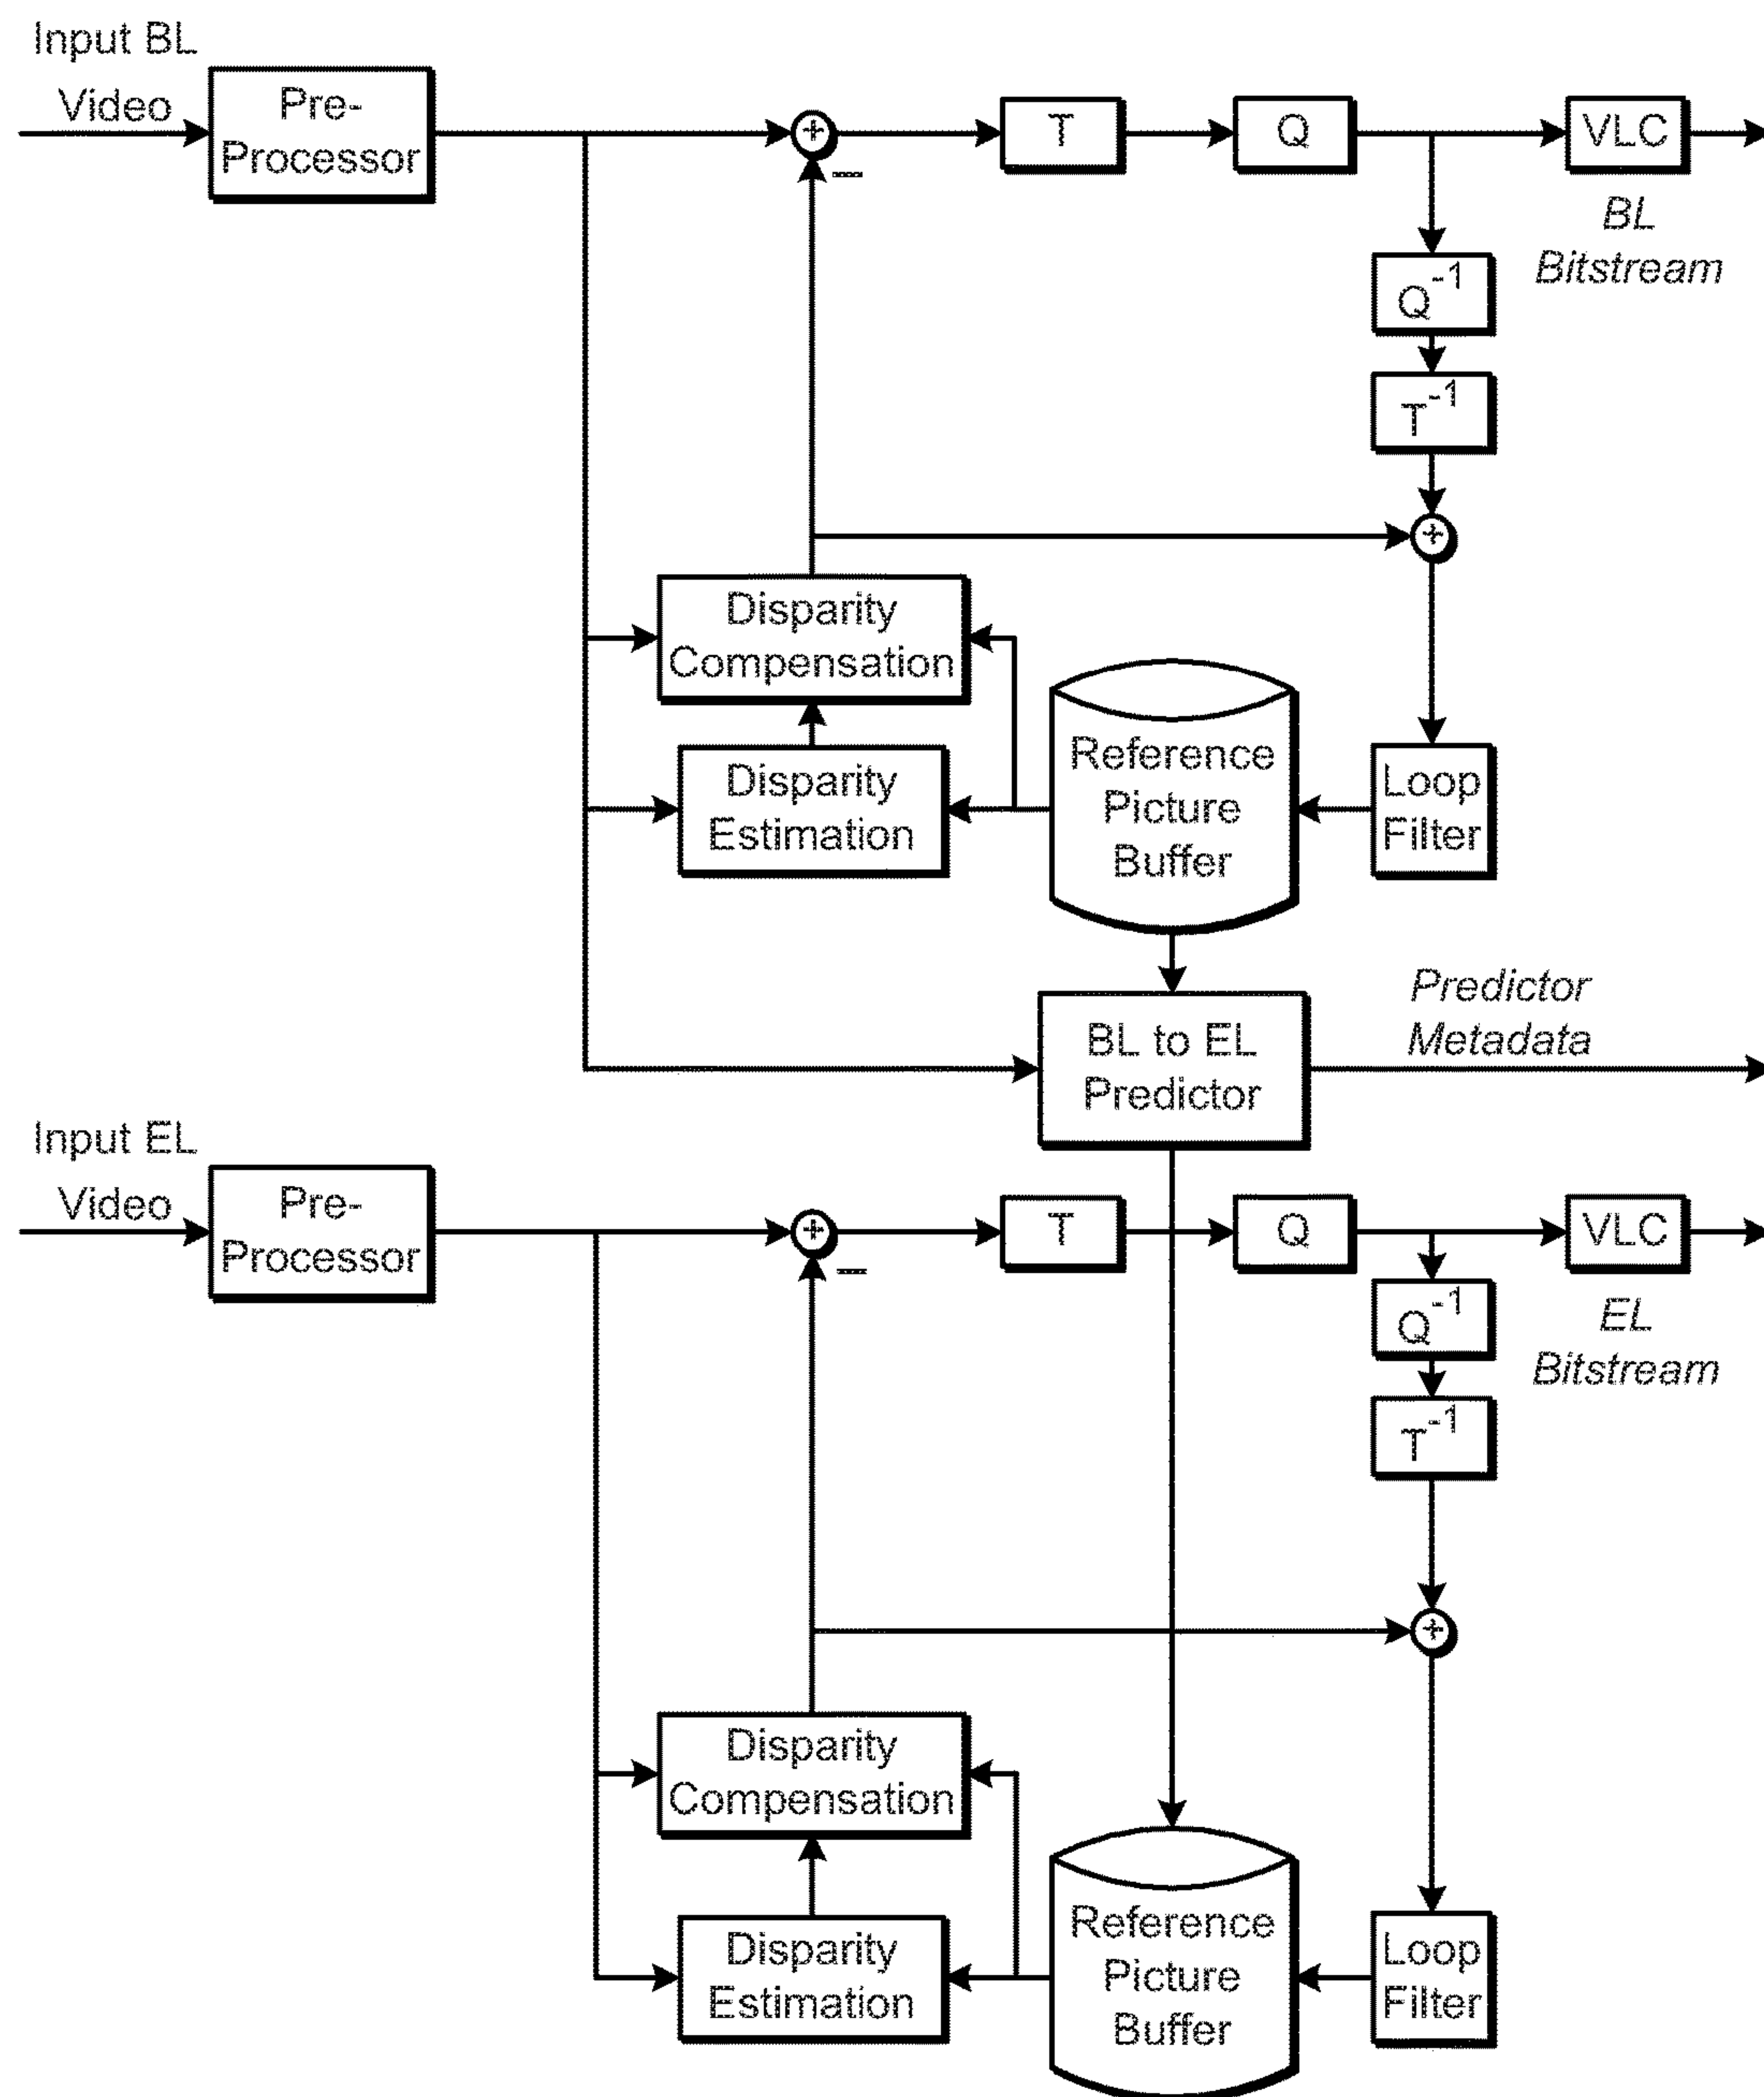 Input BL
Video
Pre-
Processor
+
—
T
Q
VLC
BL
Bitstream
Q-1
T-1
+
Disparity
Compensation
Disparity
Estimation
Reference
Picture
Buffer
Loop
Filter
BL to EL
Predictor
Predictor
Metadata
Input EL
Video
Pre-
Processor
+
—
T
Q
VLC
EL
Bitstream
Q-1
T-1
+
Disparity
Compensation
Disparity
Estimation
Reference
Picture
Buffer
Loop
Filter